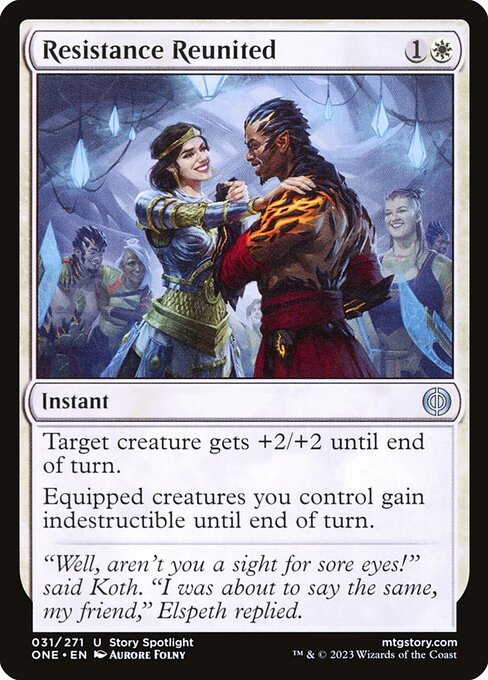 Resistance Reunited 1
Instant
Target creature gets +2/+2 until end
of turn.
Equipped creatures you control gain
indestructible until end of turn.
“Well, aren’t you a sight for sore eyes!”
said Koth. “I was about to say the same,
my friend,” Elspeth replied.
031/271 U Story Spotlight mtgstory.com
ONE • EN Aurore Folny ™ & © 2023 Wizards of the Coast